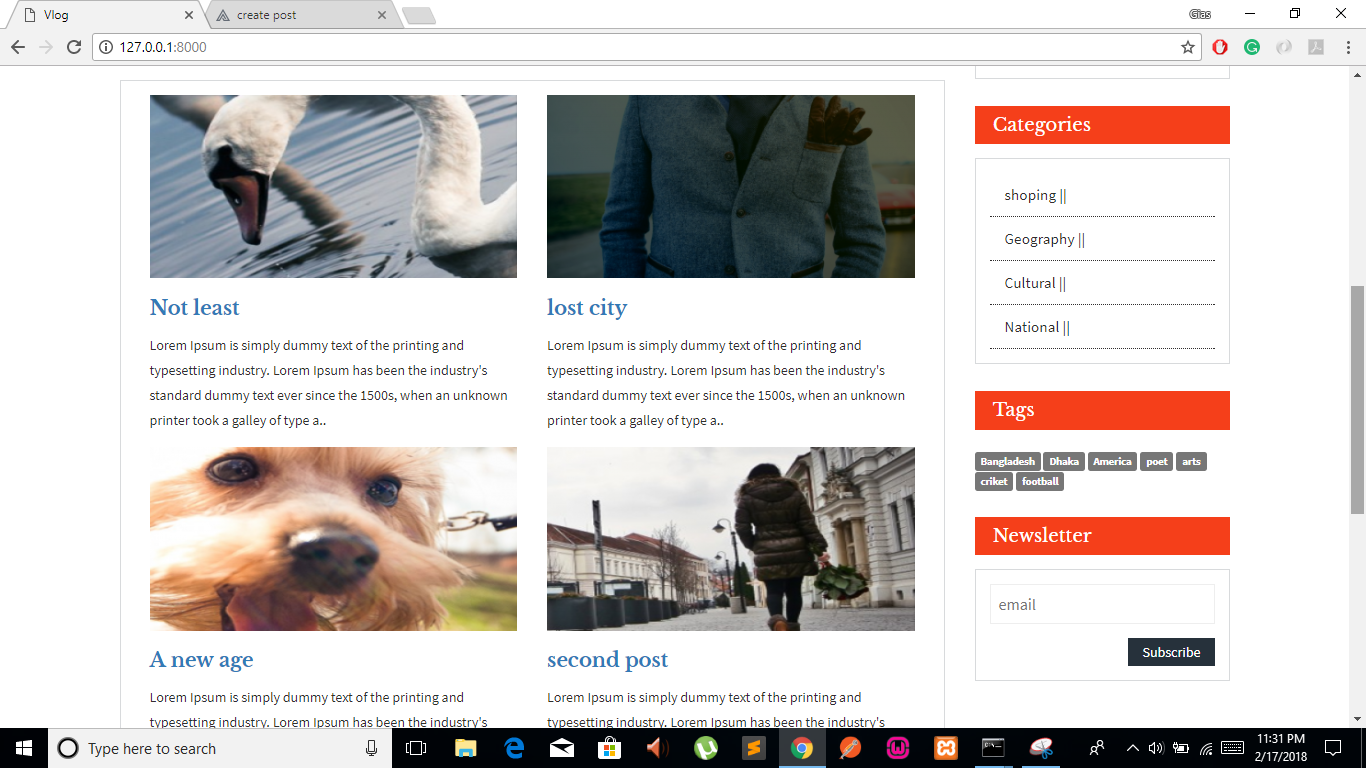 Vlog
create post
Gias
127.0.0.1:8000
Not least
Lorem Ipsum is simply dummy text of the printing and
typesetting industry. Lorem Ipsum has been the industry's
standard dummy text ever since the 1500s, when an unknown
printer took a galley of type a..
lost city
Lorem Ipsum is simply dummy text of the printing and
typesetting industry. Lorem Ipsum has been the industry's
standard dummy text ever since the 1500s, when an unknown
printer took a galley of type a..
A new age
Lorem Ipsum is simply dummy text of the printing and
typesetting industry. Lorem Ipsum has been the industry's
second post
Lorem Ipsum is simply dummy text of the printing and
typesetting industry. Lorem Ipsum has been the industry's
Categories
shoping ||
Geography ||
Cultural ||
National ||
Tags
Bangladesh Dhaka America poet arts
criket football
Newsletter
email
Subscribe
Type here to search
11:31 PM
2/17/2018